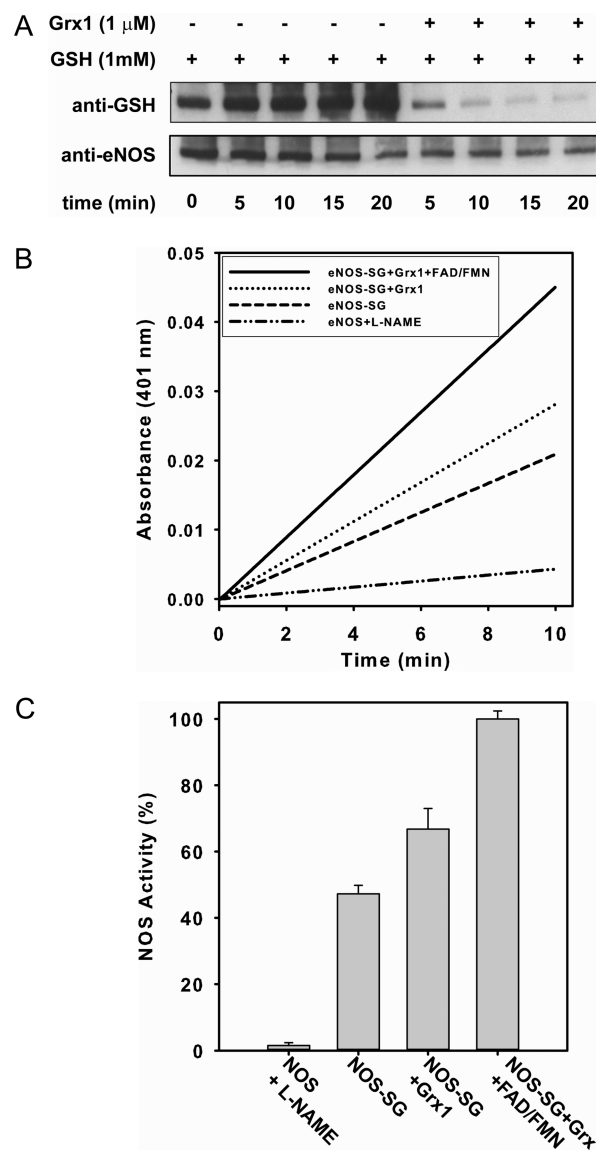 A
Grx1 (1 μM) - - - - - + + + +
GSH (1mM) + + + + + + + + +
anti-GSH
anti-eNOS
time (min) 0 5 10 15 20 5 10 15 20
B
0.05
0.04
0.03
0.02
0.01
0.00
Absorbance (401 nm)
eNOS-SG+Grx1+FAD/FMN
eNOS-SG+Grx1
eNOS-SG
eNOS+L-NAME
0 2 4 6 8 10
Time (min)
C
100
80
60
40
20
0
NOS Activity (%)
NOS
+ L-NAME
NOS-SG
NOS-SG
+Grx1
NOS-SG+Grx
+FAD/FMN